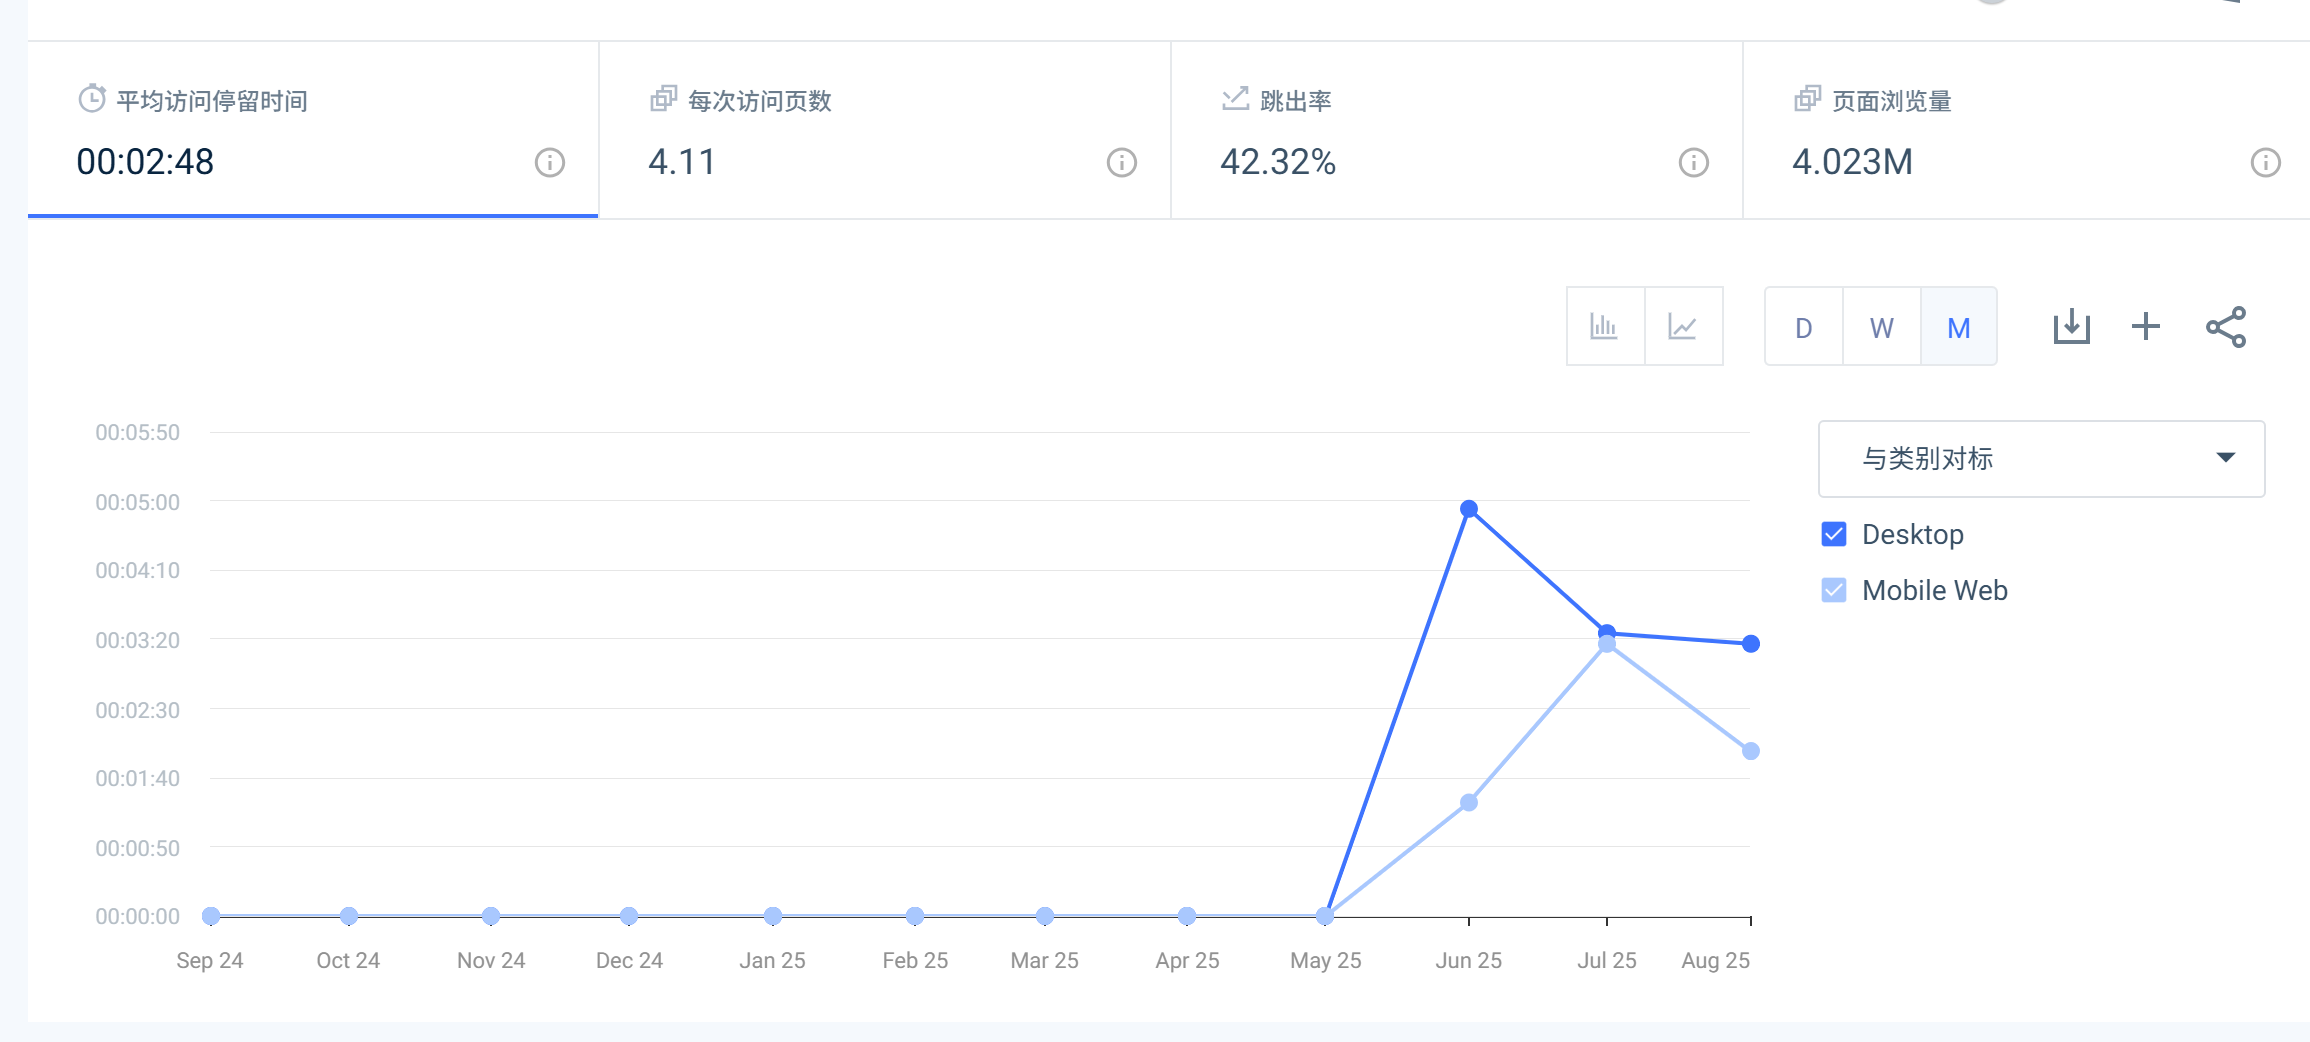 平均访问停留时间
00:02:48
每次访问页数
4.11
跳出率
42.32%
页面浏览量
4.023M
D W M
与类别对标
Desktop
Mobile Web
00:05:50
00:05:00
00:04:10
00:03:20
00:02:30
00:01:40
00:00:50
00:00:00
Sep 24 Oct 24 Nov 24 Dec 24 Jan 25 Feb 25 Mar 25 Apr 25 May 25 Jun 25 Jul 25 Aug 25